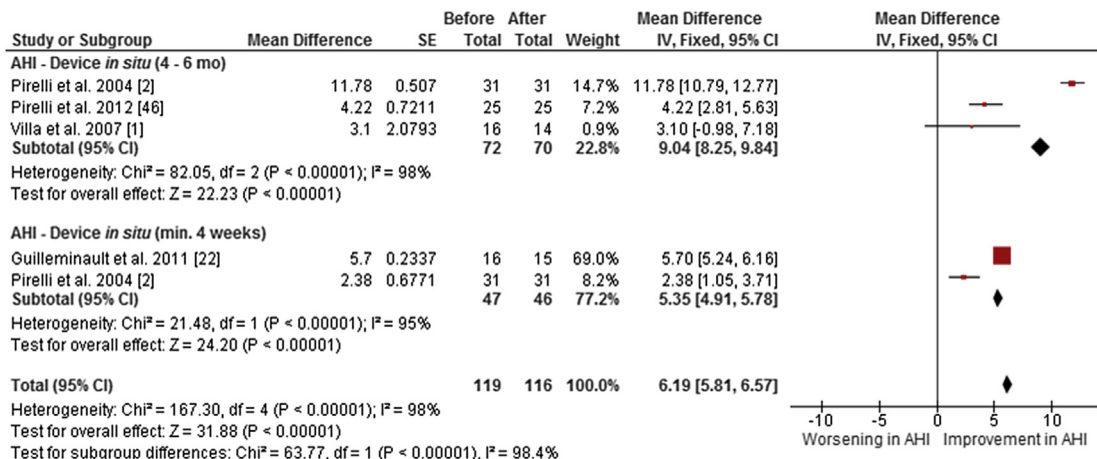 Before After Mean Difference Mean Difference
Study or Subgroup Mean Difference SE Total Total Weight IV, Fixed, 95% CI IV, Fixed, 95% CI
AHI - Device in situ (4 - 6 mo)
Pirelli et al. 2004 [2] 11.78 0.507 31 31 14.7% 11.78 [10.79, 12.77]
Pirelli et al. 2012 [46] 4.22 0.7211 25 25 7.2% 4.22 [2.81, 5.63]
Villa et al. 2007 [1] 3.1 2.0793 16 14 0.9% 3.10 [-0.98, 7.18]
Subtotal (95% CI) 72 70 22.8% 9.04 [8.25, 9.84]
Heterogeneity: Chi² = 82.05, df = 2 (P < 0.00001); I² = 98%
Test for overall effect: Z = 22.23 (P < 0.00001)
AHI - Device in situ (min. 4 weeks)
Guilleminault et al. 2011 [22] 5.7 0.2337 16 15 69.0% 5.70 [5.24, 6.16]
Pirelli et al. 2004 [2] 2.38 0.6771 31 31 8.2% 2.38 [1.05, 3.71]
Subtotal (95% CI) 47 46 77.2% 5.35 [4.91, 5.78]
Heterogeneity: Chi² = 21.48, df = 1 (P < 0.00001); I² = 95%
Test for overall effect: Z = 24.20 (P < 0.00001)
Total (95% CI) 119 116 100.0% 6.19 [5.81, 6.57]
Heterogeneity: Chi² = 167.30, df = 4 (P < 0.00001); I² = 98%
Test for overall effect: Z = 31.88 (P < 0.00001)
Test for subgroup differences: Chi² = 63.77, df = 1 (P < 0.00001), I² = 98.4%
-10 -5 0 5 10
Worsening in AHI Improvement in AHI